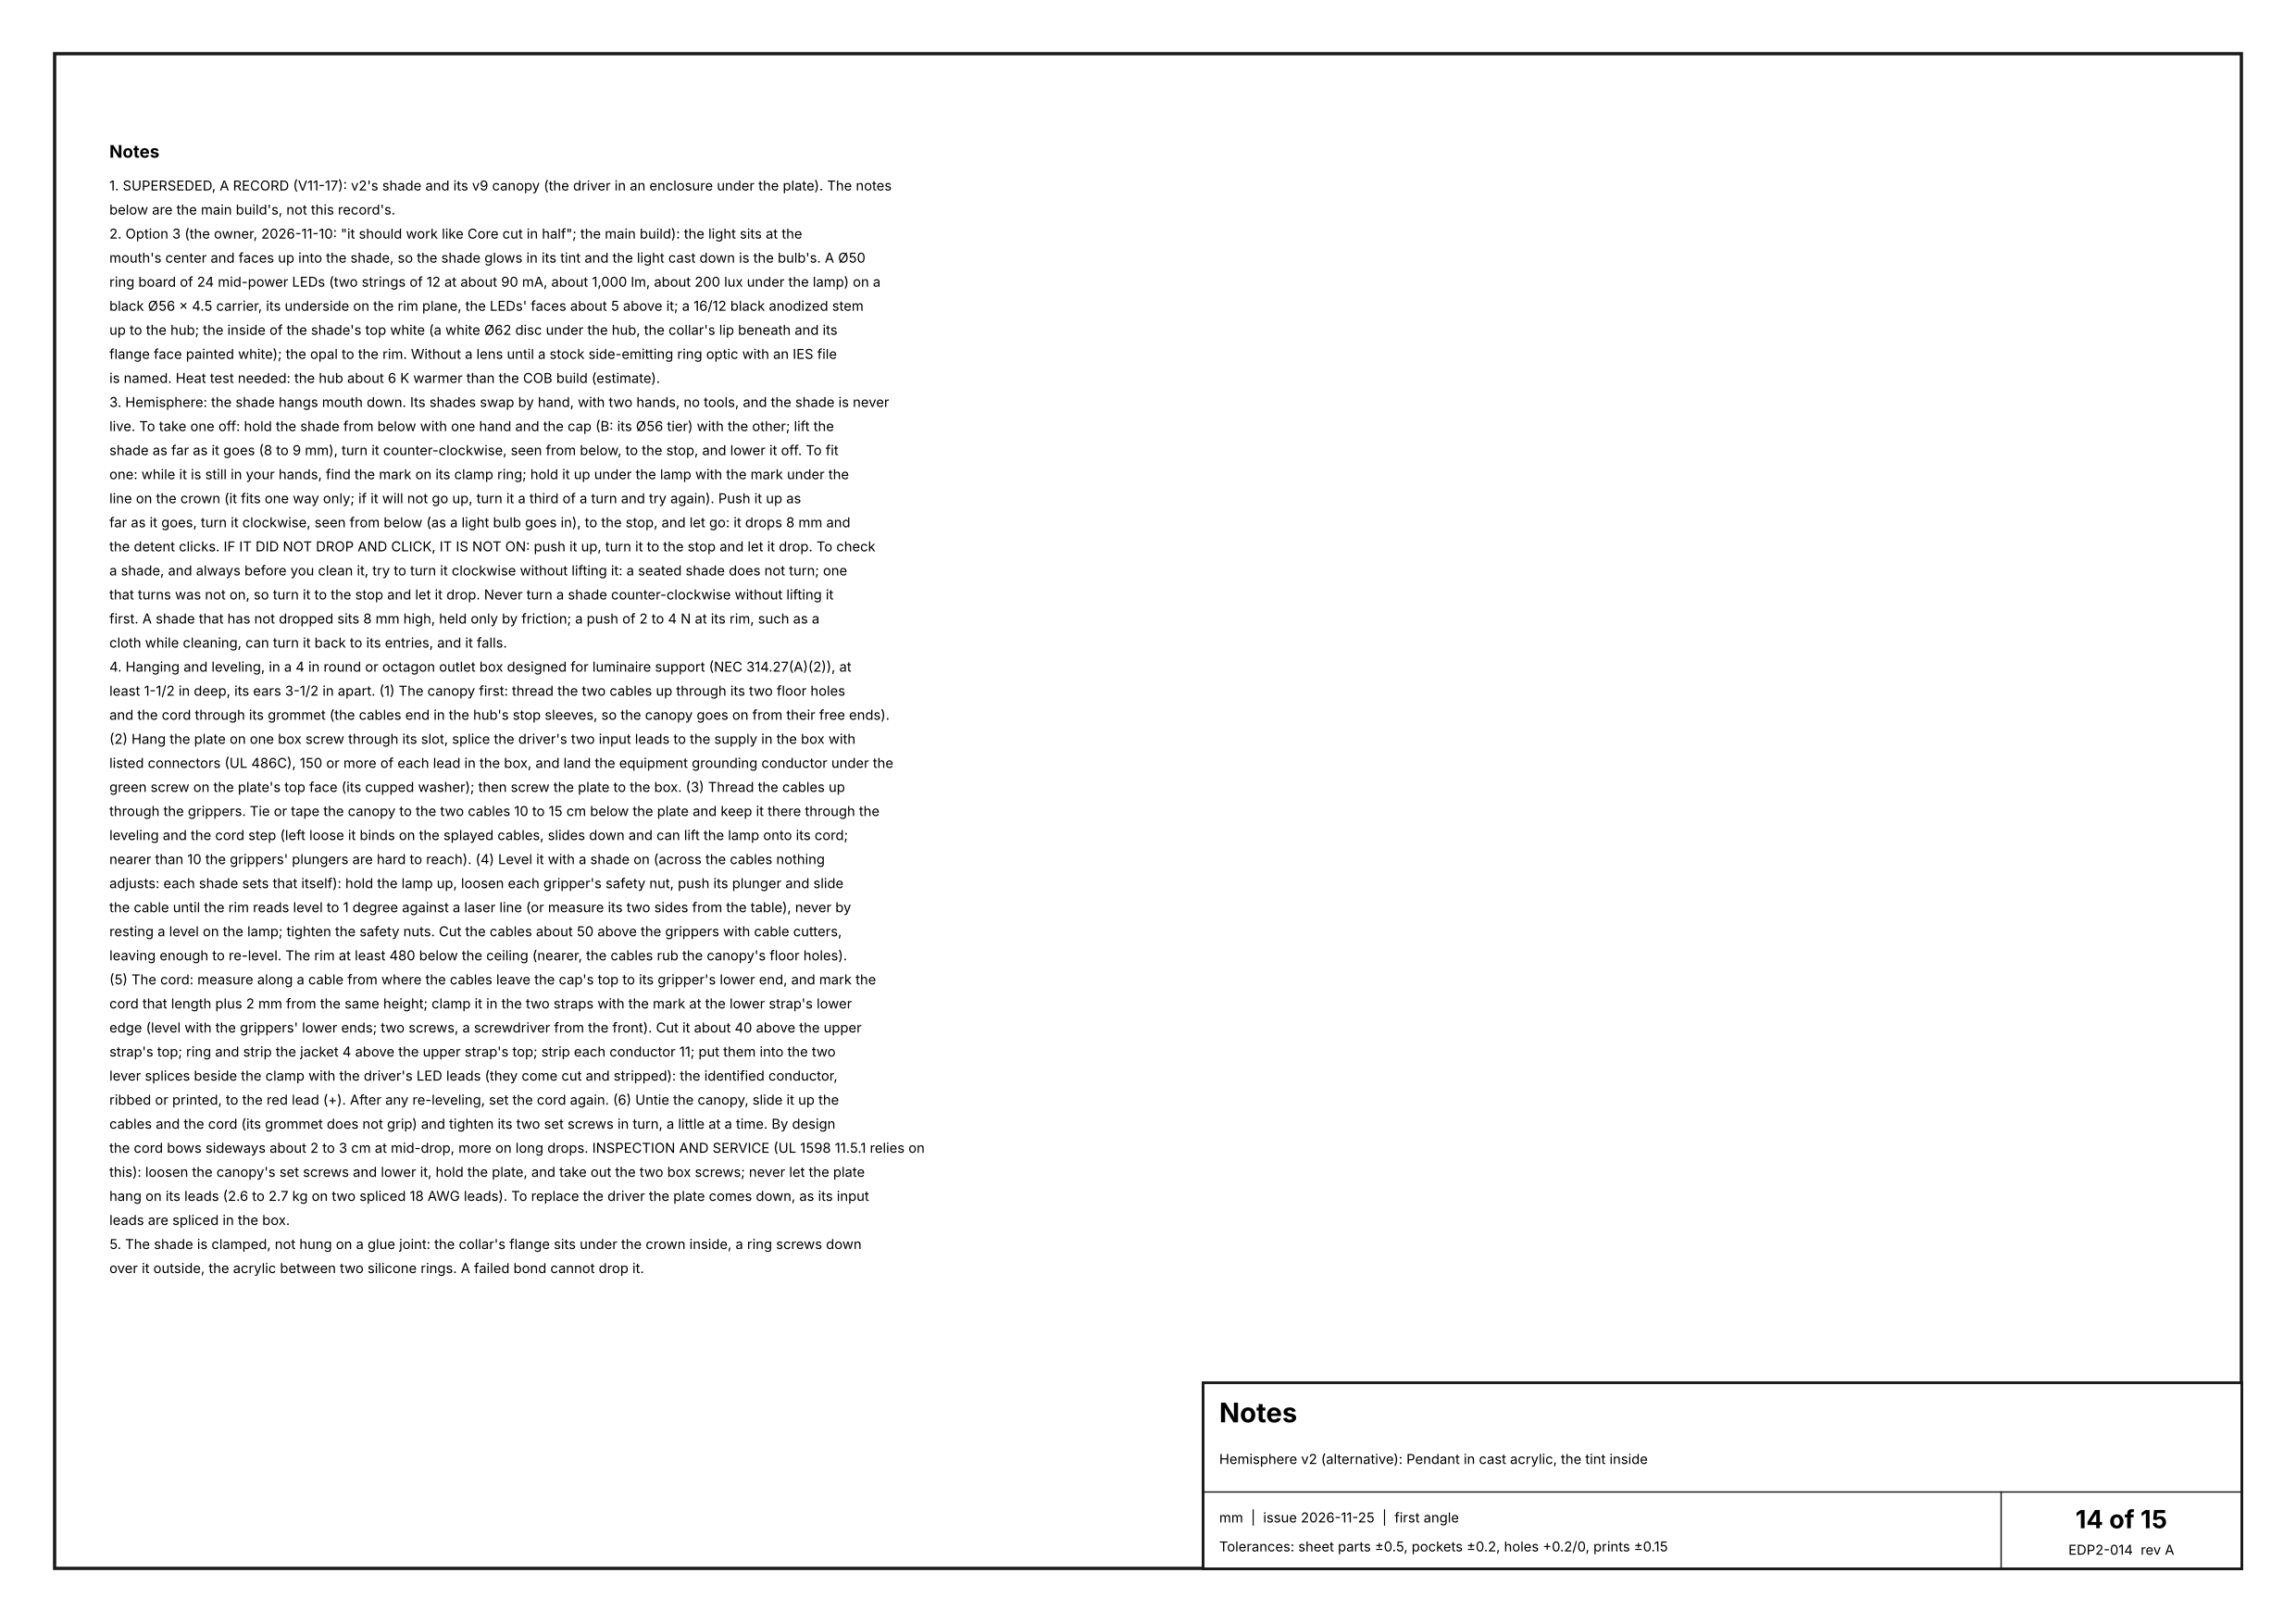 Notes
1. SUPERSEDED, A RECORD (V11-17): v2's shade and its v9 canopy (the driver in an enclosure under the plate). The notes
below are the main build's, not this record's.
2. Option 3 (the owner, 2026-11-10: "it should work like Core cut in half"; the main build): the light sits at the
mouth's center and faces up into the shade, so the shade glows in its tint and the light cast down is the bulb's. A Ø50
ring board of 24 mid-power LEDs (two strings of 12 at about 90 mA, about 1,000 lm, about 200 lux under the lamp) on a
black Ø56 × 4.5 carrier, its underside on the rim plane, the LEDs' faces about 5 above it; a 16/12 black anodized stem
up to the hub; the inside of the shade's top white (a white Ø62 disc under the hub, the collar's lip beneath and its
flange face painted white); the opal to the rim. Without a lens until a stock side-emitting ring optic with an IES file
is named. Heat test needed: the hub about 6 K warmer than the COB build (estimate).
3. Hemisphere: the shade hangs mouth down. Its shades swap by hand, with two hands, no tools, and the shade is never
live. To take one off: hold the shade from below with one hand and the cap (B: its Ø56 tier) with the other; lift the
shade as far as it goes (8 to 9 mm), turn it counter-clockwise, seen from below, to the stop, and lower it off. To fit
one: while it is still in your hands, find the mark on its clamp ring; hold it up under the lamp with the mark under the
line on the crown (it fits one way only; if it will not go up, turn it a third of a turn and try again). Push it up as
far as it goes, turn it clockwise, seen from below (as a light bulb goes in), to the stop, and let go: it drops 8 mm and
the detent clicks. IF IT DID NOT DROP AND CLICK, IT IS NOT ON: push it up, turn it to the stop and let it drop. To check
a shade, and always before you clean it, try to turn it clockwise without lifting it: a seated shade does not turn; one
that turns was not on, so turn it to the stop and let it drop. Never turn a shade counter-clockwise without lifting it
first. A shade that has not dropped sits 8 mm high, held only by friction; a push of 2 to 4 N at its rim, such as a
cloth while cleaning, can turn it back to its entries, and it falls.
4. Hanging and leveling, in a 4 in round or octagon outlet box designed for luminaire support (NEC 314.27(A)(2)), at
least 1-1/2 in deep, its ears 3-1/2 in apart. (1) The canopy first: thread the two cables up through its two floor holes
and the cord through its grommet (the cables end in the hub's stop sleeves, so the canopy goes on from their free ends).
(2) Hang the plate on one box screw through its slot, splice the driver's two input leads to the supply in the box with
listed connectors (UL 486C), 150 or more of each lead in the box, and land the equipment grounding conductor under the
green screw on the plate's top face (its cupped washer); then screw the plate to the box. (3) Thread the cables up
through the grippers. Tie or tape the canopy to the two cables 10 to 15 cm below the plate and keep it there through the
leveling and the cord step (left loose it binds on the splayed cables, slides down and can lift the lamp onto its cord;
nearer than 10 the grippers' plungers are hard to reach). (4) Level it with a shade on (across the cables nothing
adjusts: each shade sets that itself): hold the lamp up, loosen each gripper's safety nut, push its plunger and slide
the cable until the rim reads level to 1 degree against a laser line (or measure its two sides from the table), never by
resting a level on the lamp; tighten the safety nuts. Cut the cables about 50 above the grippers with cable cutters,
leaving enough to re-level. The rim at least 480 below the ceiling (nearer, the cables rub the canopy's floor holes).
(5) The cord: measure along a cable from where the cables leave the cap's top to its gripper's lower end, and mark the
cord that length plus 2 mm from the same height; clamp it in the two straps with the mark at the lower strap's lower
edge (level with the grippers' lower ends; two screws, a screwdriver from the front). Cut it about 40 above the upper
strap's top; ring and strip the jacket 4 above the upper strap's top; strip each conductor 11; put them into the two
lever splices beside the clamp with the driver's LED leads (they come cut and stripped): the identified conductor,
ribbed or printed, to the red lead (+). After any re-leveling, set the cord again. (6) Untie the canopy, slide it up the
cables and the cord (its grommet does not grip) and tighten its two set screws in turn, a little at a time. By design
the cord bows sideways about 2 to 3 cm at mid-drop, more on long drops. INSPECTION AND SERVICE (UL 1598 11.5.1 relies on
this): loosen the canopy's set screws and lower it, hold the plate, and take out the two box screws; never let the plate
hang on its leads (2.6 to 2.7 kg on two spliced 18 AWG leads). To replace the driver the plate comes down, as its input
leads are spliced in the box.
5. The shade is clamped, not hung on a glue joint: the collar's flange sits under the crown inside, a ring screws down
over it outside, the acrylic between two silicone rings. A failed bond cannot drop it.
Notes
Hemisphere v2 (alternative): Pendant in cast acrylic, the tint inside
mm | issue 2026-11-25 | first angle
Tolerances: sheet parts ±0.5, pockets ±0.2, holes +0.2/0, prints ±0.15
14 of 15
EDP2-014 rev A